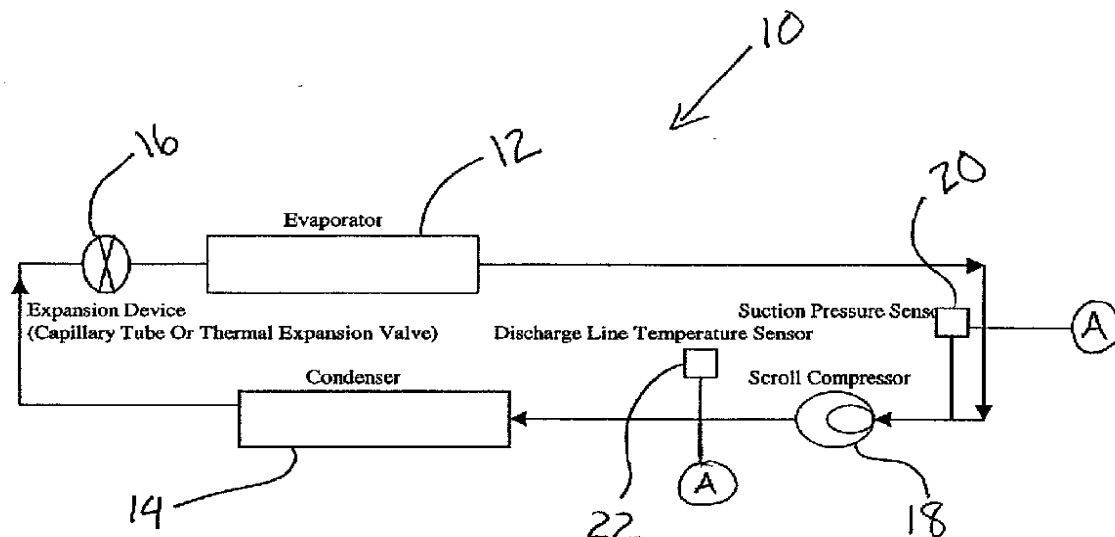 10
16
12
20
Evaporator
Expansion Device
(Capillary Tube Or Thermal Expansion Valve)
Suction Pressure Senso
A
Discharge Line Temperature Sensor
Condenser
Scroll Compressor
14
22
A
18